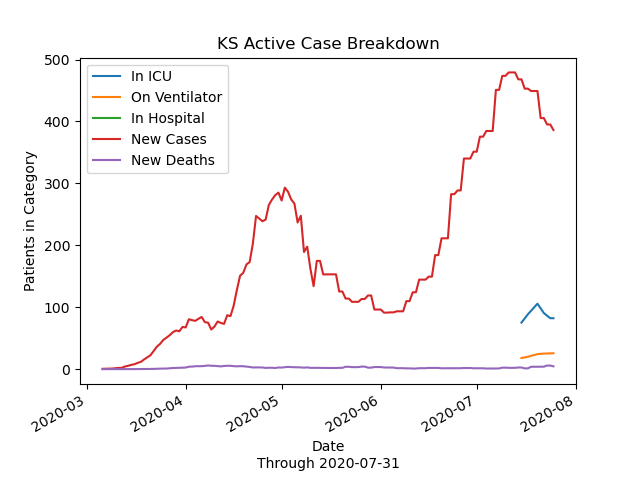 KS Active Case Breakdown
In ICU
On Ventilator
In Hospital
New Cases
New Deaths
Patients in Category
500
400
300
200
100
0
2020-03
2020-04
2020-05
2020-06
2020-07
2020-08
Date
Through 2020-07-31